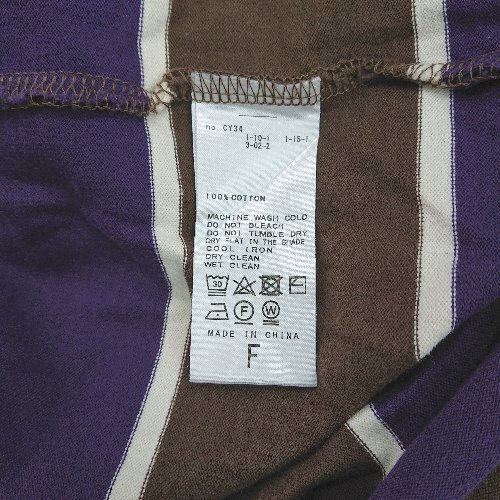 no. CY34
1-10-1 1-15-1
3-02-2
100% COTTON
MACHINE WASH COLD
DO NOT BLEACH
DO NOT TUMBLE DRY
DRY FLAT IN THE SHADE
COOL IRON
DRY CLEAN
WET CLEAN
30
F W
MADE IN CHINA
F